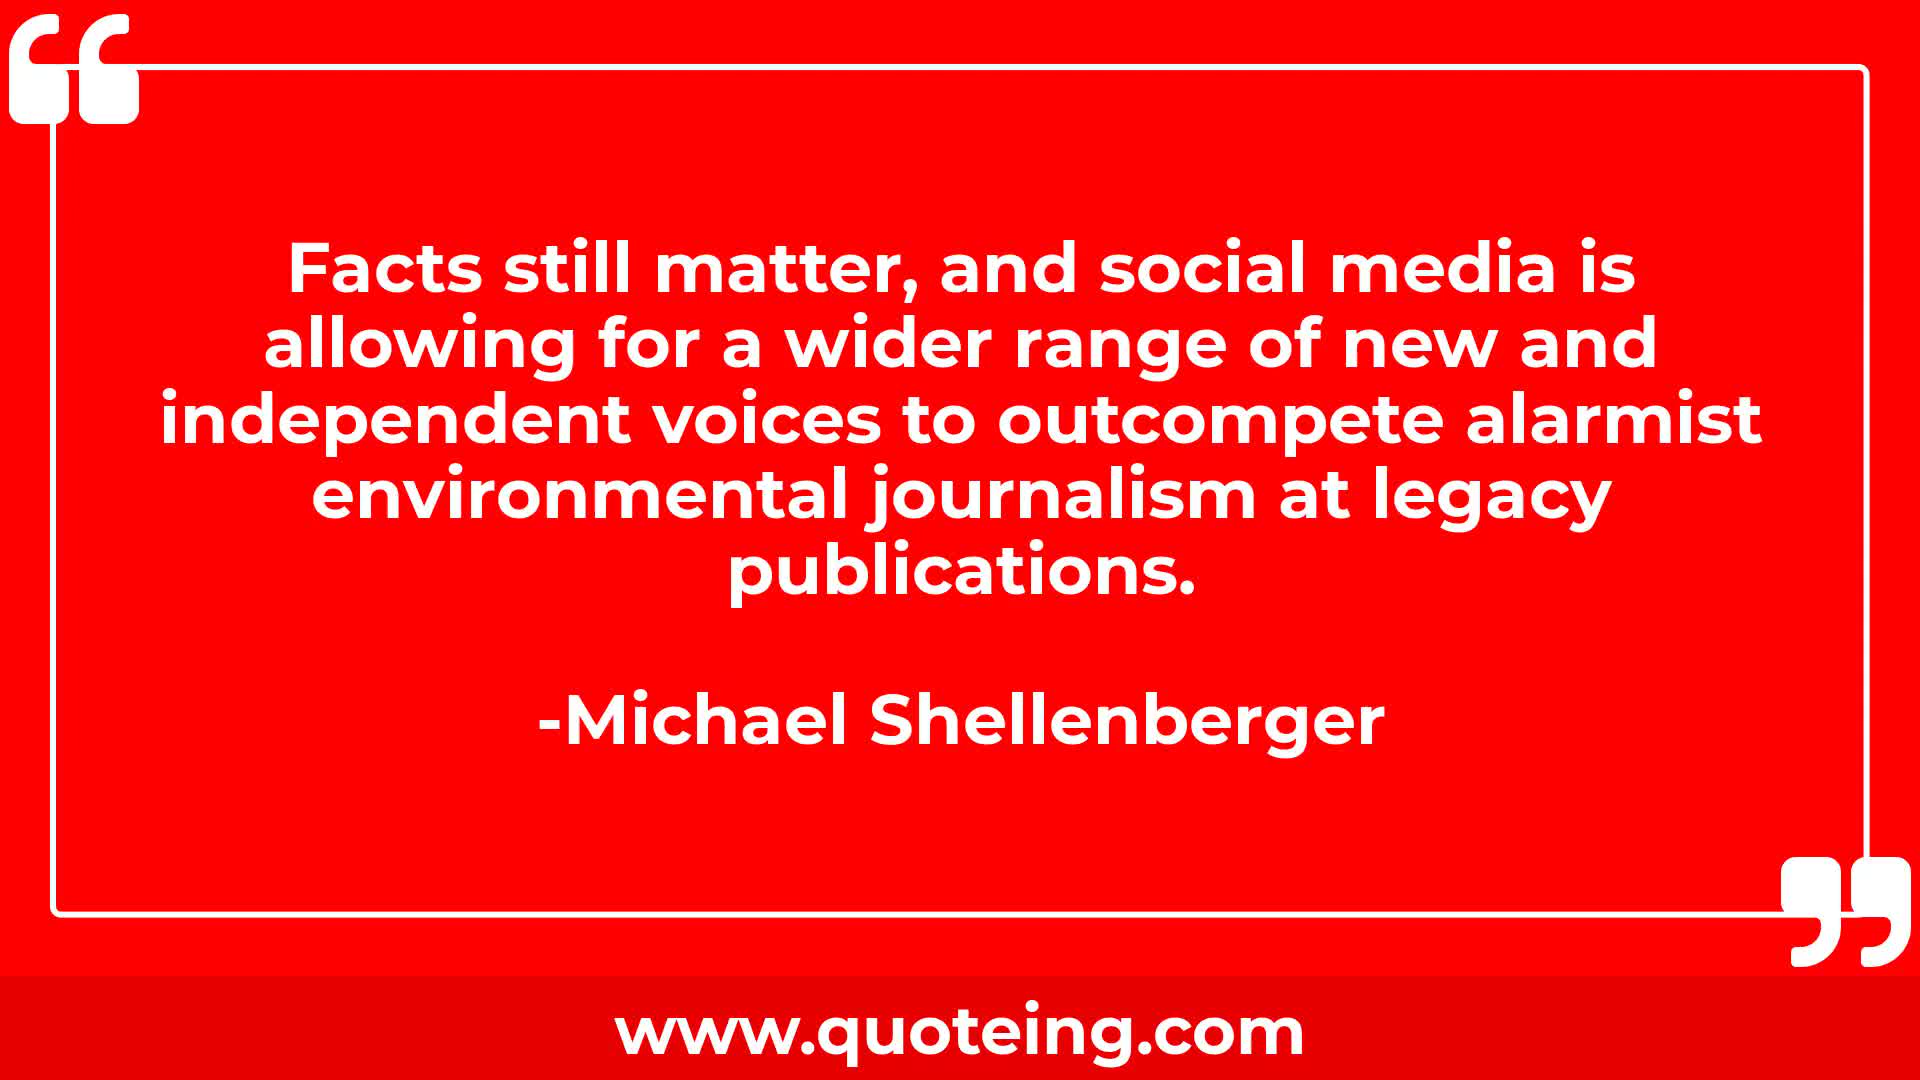 Facts still matter, and social media is
allowing for a wider range of new and
independent voices to outcompete alarmist
environmental journalism at legacy
publications.
-Michael Shellenberger
www.quoteing.com